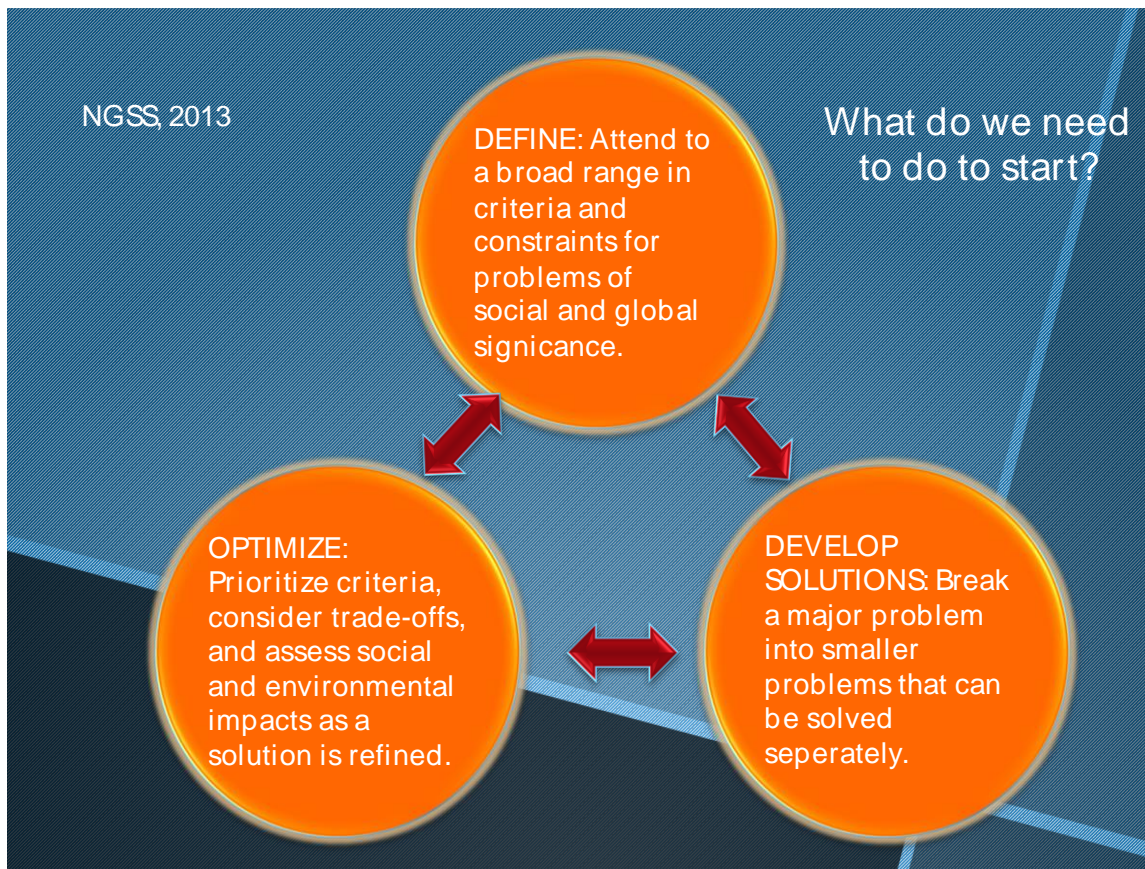 NGSS, 2013
What do we need
to do to start?
DEFINE: Attend to
a broad range in
criteria and
constraints for
problems of
social and global
signicance.
OPTIMIZE:
Prioritize criteria,
consider trade-offs,
and assess social
and environmental
impacts as a
solution is refined.
DEVELOP
SOLUTIONS: Break
a major problem
into smaller
problems that can
be solved
seperately.